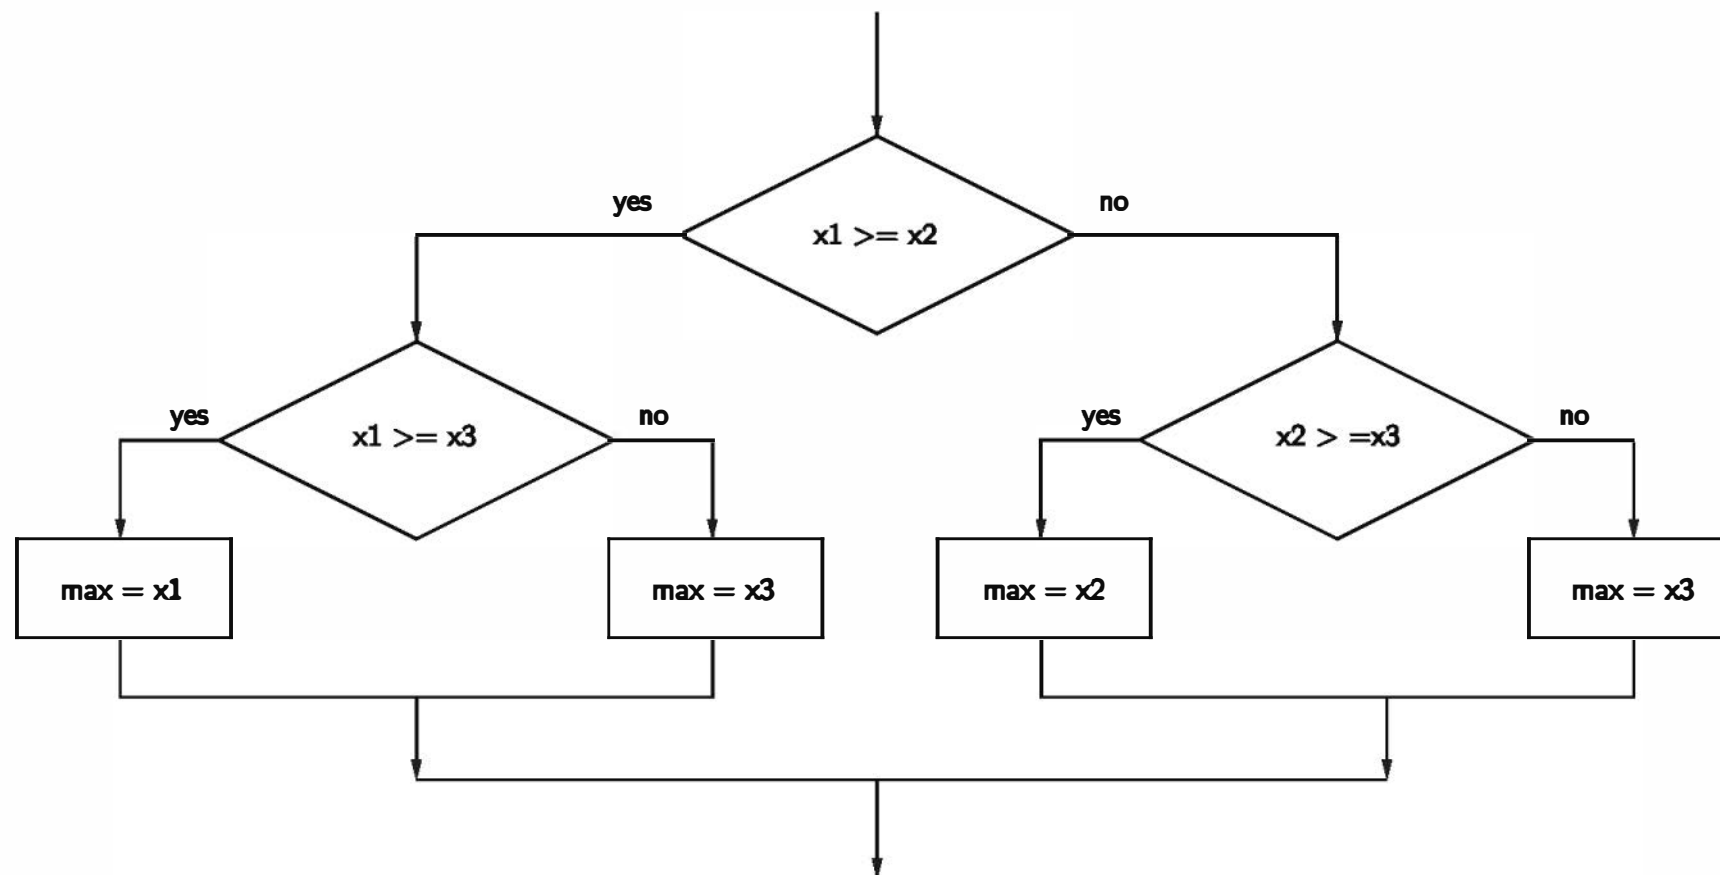 yes
no
x1 >= x2
yes
no
yes
no
x1 >= x3
x2 > =x3
max = x1
max = x3
max = x2
max = x3